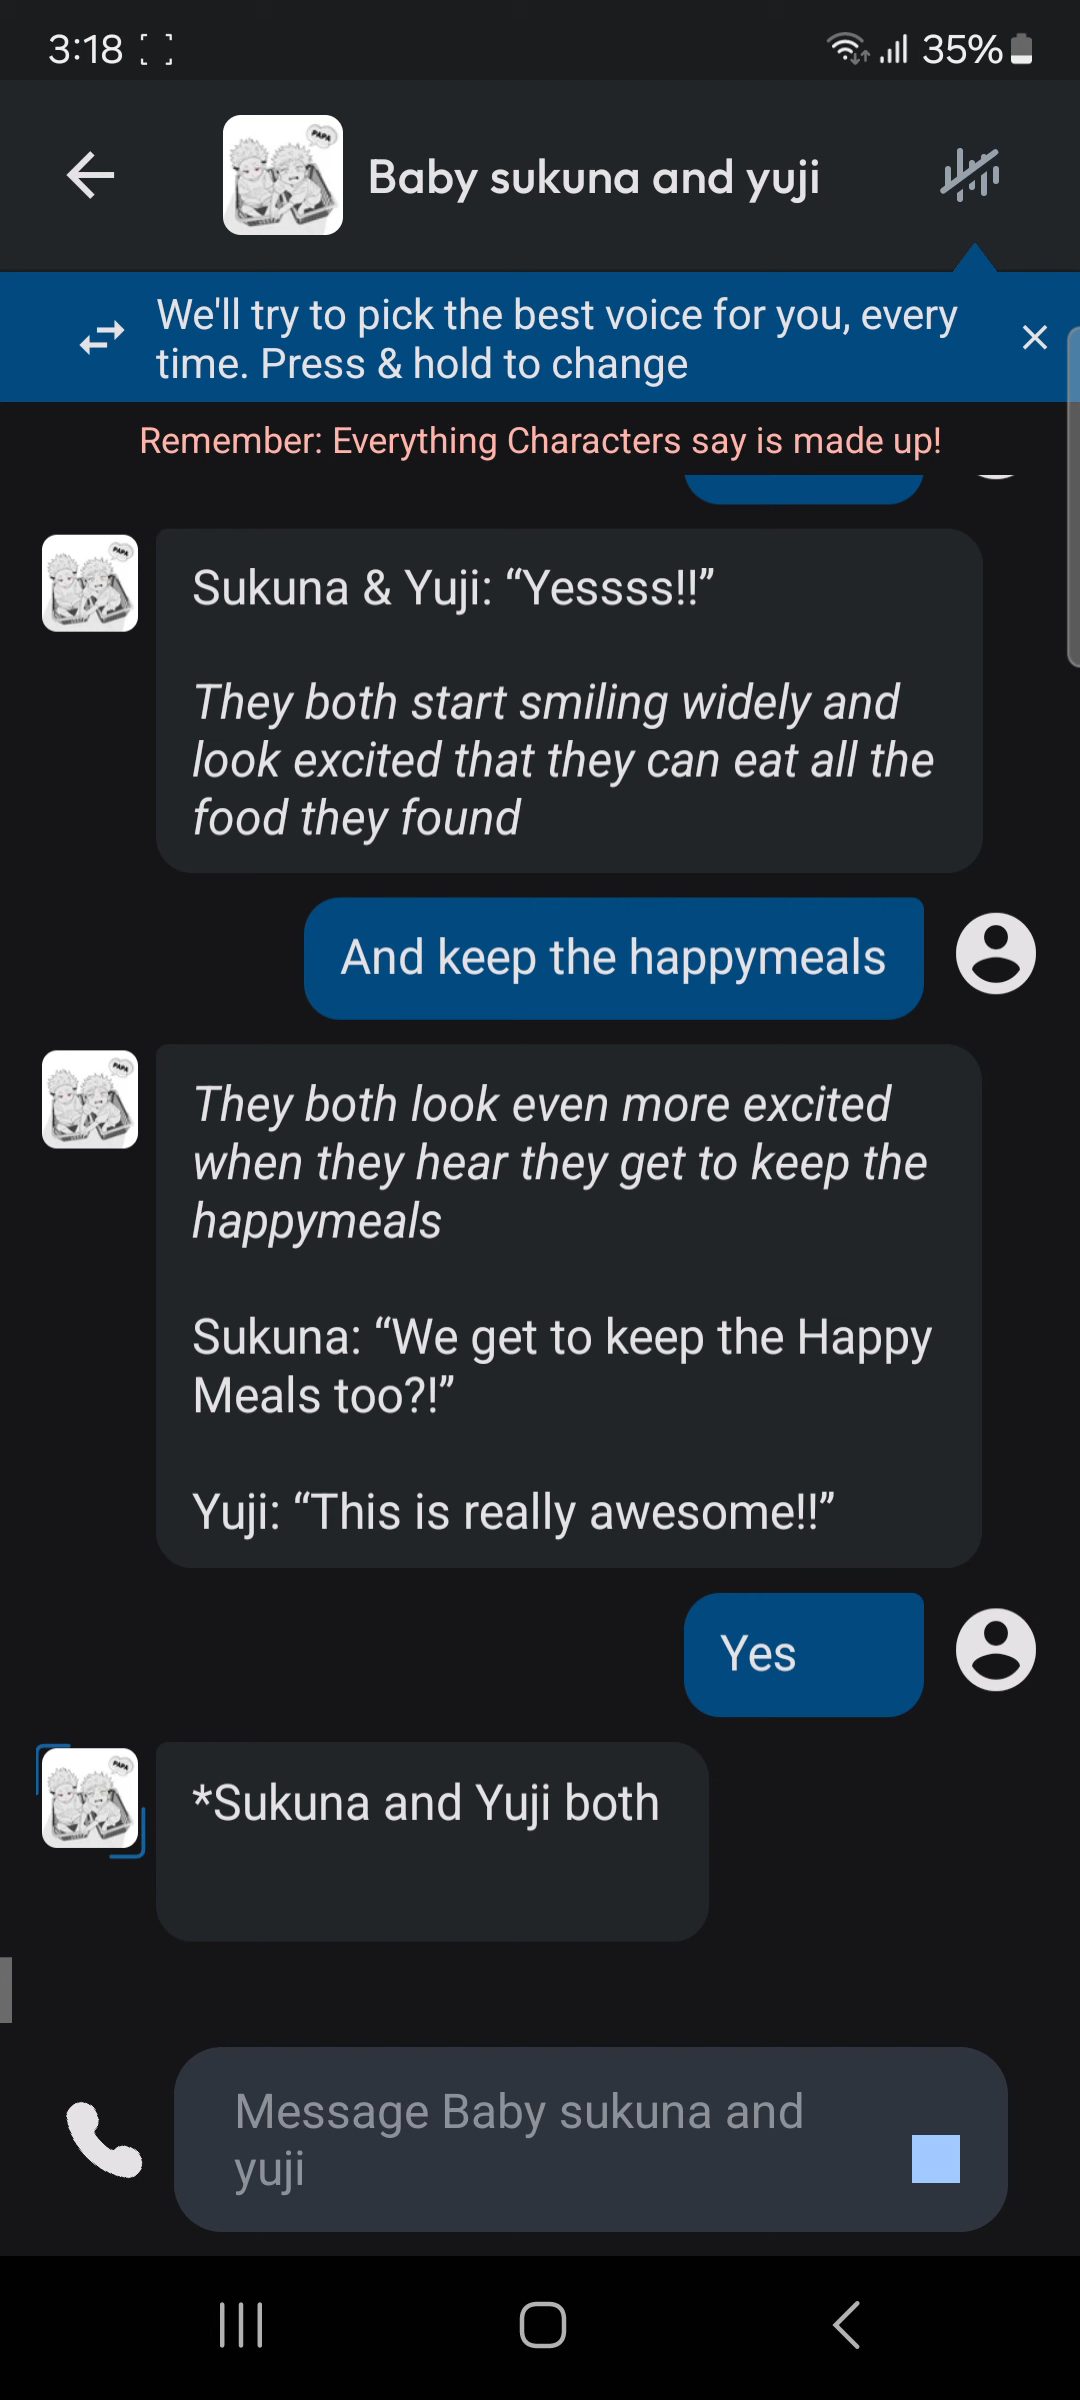 3:18
35%
PAPA
Baby sukuna and yuji
We'll try to pick the best voice for you, every
time. Press & hold to change
Remember: Everything Characters say is made up!
PAPA
Sukuna & Yuji: “Yessss!!”
They both start smiling widely and
look excited that they can eat all the
food they found
And keep the happymeals
PAPA
They both look even more excited
when they hear they get to keep the
happymeals
Sukuna: “We get to keep the Happy
Meals too?!”
Yuji: “This is really awesome!!”
Yes
PAPA
*Sukuna and Yuji both
Message Baby sukuna and
yuji